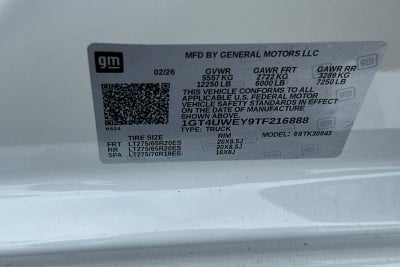 gm
MFD BY GENERAL MOTORS LLC
02/26 GVWR GAWR FRT GAWR RR
5557 KG 2722 KG 3289 KG
12250 LB 6000 LB 7250 LB
THIS VEHICLE CONFORMS TO ALL
APPLICABLE U.S. FEDERAL MOTOR
VEHICLE SAFETY STANDARDS IN
EFFECT ON THE DATE OF MANUFACTURE
SHOWN ABOVE.
1GT4UWEY9TF216888
6624 TYPE: TRUCK
TIRE SIZE RIM
FRT LT275/65R20ES 20X8.5J
RR LT275/65R20ES 20X8.5J
SPA LT275/70R18ES 18X8J